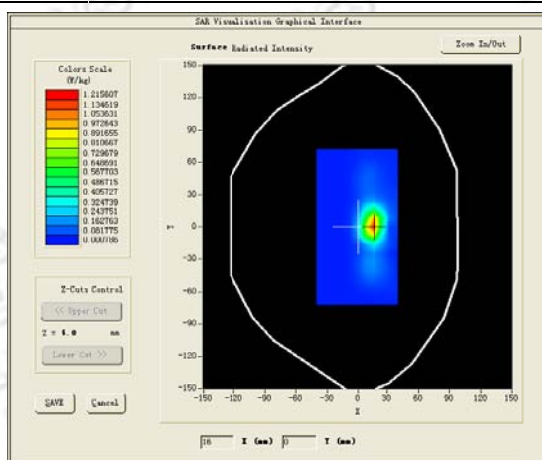 SAR Visualisation Graphical Interface
Surface Radiated Intensity
Zoom In/Out
Colors Scale
(W/kg)
1.215607
1.134619
1.053631
0.972643
0.891655
0.810667
0.729679
0.648691
0.567703
0.486715
0.405727
0.324739
0.243751
0.162763
0.081775
0.000786
150
120
90
60
30
0
-30
-60
-90
-120
-150
Y
-150 -120 -90 -60 -30 0 30 60 90 120 150
X
Z-Cuts Control
<< Upper Cut
Z = 4.0 mm
Lower Cut >>
SAVE
Cancel
16 X (mm) 0 Y (mm)